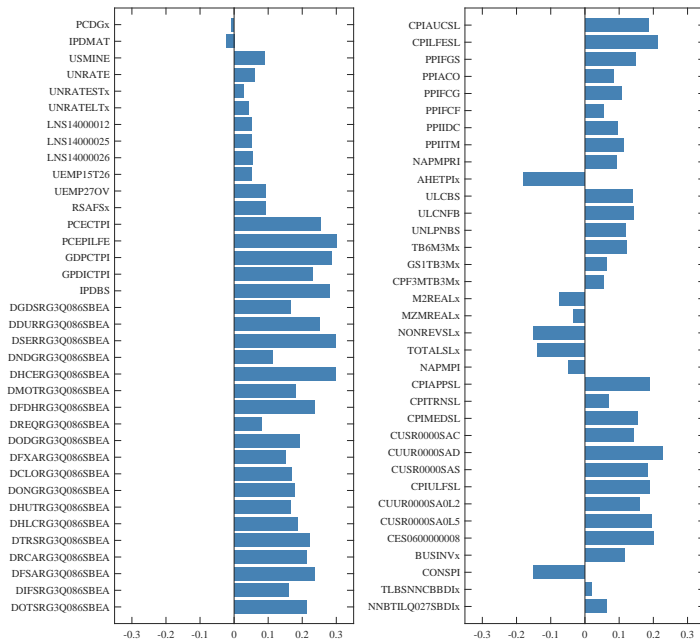 PCDGx
IPDMAT
USMINE
UNRATE
UNRATESTx
UNRATELTx
LNS14000012
LNS14000025
LNS14000026
UEMP15T26
UEMP27OV
RSAFSx
PCECTPI
PCEPILFE
GDPCTPI
GPDICTPI
IPDBS
DGDSRG3Q086SBEA
DDURRG3Q086SBEA
DSERRG3Q086SBEA
DNDGRG3Q086SBEA
DHCERG3Q086SBEA
DMOTRG3Q086SBEA
DFDHRG3Q086SBEA
DREQRG3Q086SBEA
DODGRG3Q086SBEA
DFXARG3Q086SBEA
DCLORG3Q086SBEA
DONGRG3Q086SBEA
DHUTRG3Q086SBEA
DHLCRG3Q086SBEA
DTRSRG3Q086SBEA
DRCARG3Q086SBEA
DFSARG3Q086SBEA
DIFSRG3Q086SBEA
DOTSRG3Q086SBEA
-0.3 -0.2 -0.1 0 0.1 0.2 0.3
CPIAUCSL
CPILFESL
PPIFGS
PPIACO
PPIFCG
PPIFCF
PPIIDC
PPIITM
NAPMPRI
AHETPIx
ULCBS
ULCNFB
UNLPNBS
TB6M3Mx
GS1TB3Mx
CPF3MTB3Mx
M2REALx
MZMREALx
NONREVSLx
TOTALSLx
NAPMPI
CPIAPPSL
CPITRNSL
CPIMEDSL
CUSR0000SAC
CUUR0000SAD
CUSR0000SAS
CPIULFSL
CUUR0000SA0L2
CUSR0000SA0L5
CES060000008
BUSINVx
CONSPI
TLBSNNCBBDIx
NNBTILQ027SBDIx
-0.3 -0.2 -0.1 0 0.1 0.2 0.3